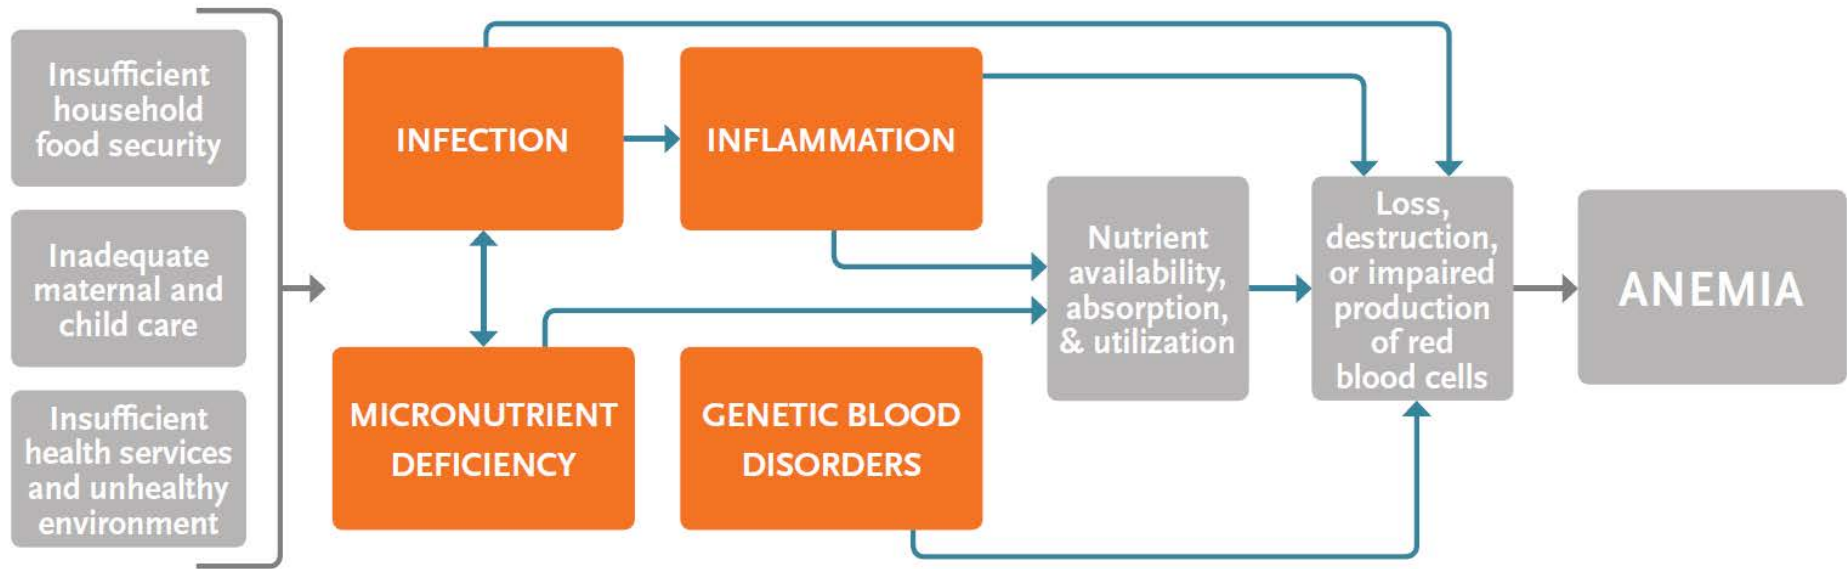 Insufficient
household
food security
Inadequate
maternal and
child care
Insufficient
health services
and unhealthy
environment
INFECTION
INFLAMMATION
MICRONUTRIENT
DEFICIENCY
GENETIC BLOOD
DISORDERS
Nutrient
availability,
absorption,
& utilization
Loss,
destruction,
or impaired
production
of red
blood cells
ANEMIA